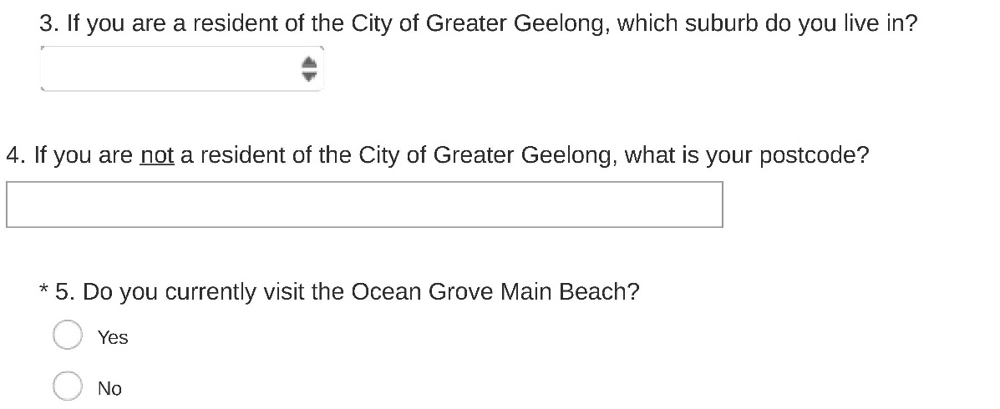 3. If you are a resident of the City of Greater Geelong, which suburb do you live in?
4. If you are not a resident of the City of Greater Geelong, what is your postcode?
* 5. Do you currently visit the Ocean Grove Main Beach?
Yes
No